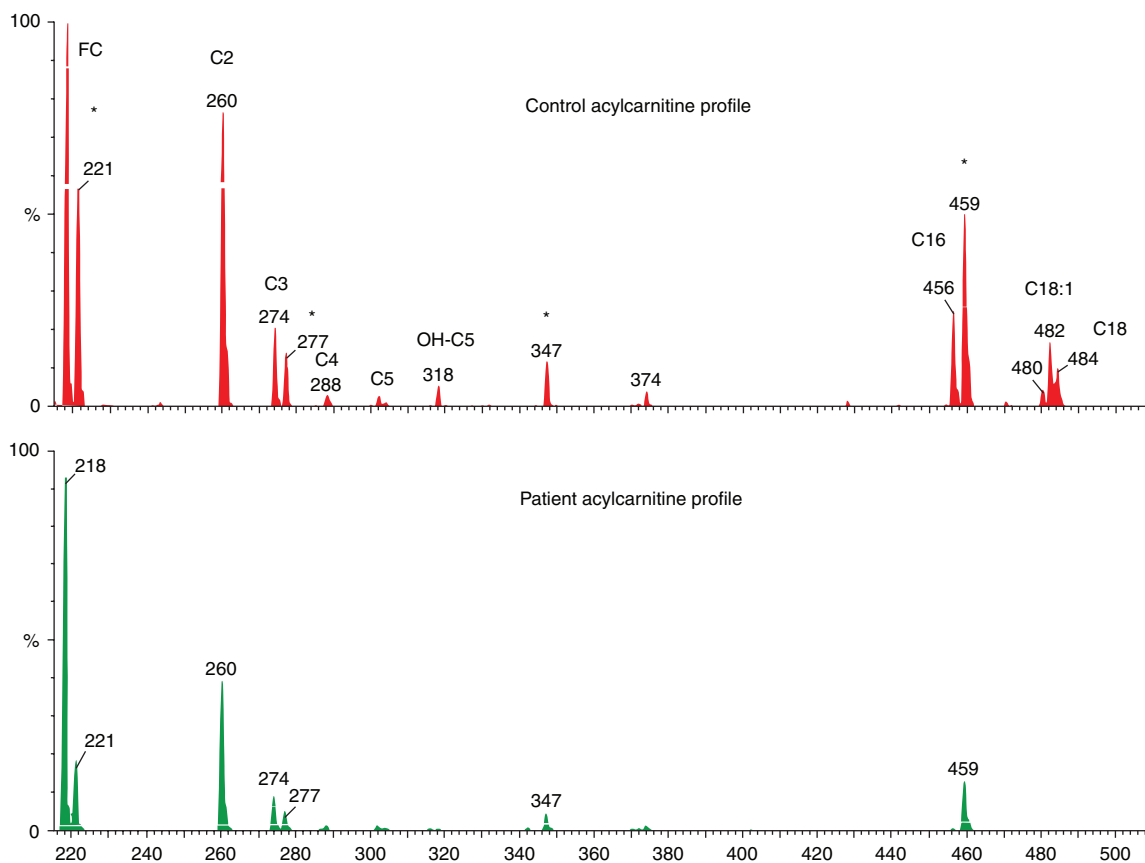 100
FC
C2
*
260
Control acylcarnitine profile
221
*
%
459
C16
C3
456
C18:1
274
*
*
277
OH-C5
482
C18
C4
347
288
C5
318
374
480
484
0
100
218
Patient acylcarnitine profile
%
260
221
274
277
347
459
0
220 240 260 280 300 320 340 360 380 400 420 440 460 480 500